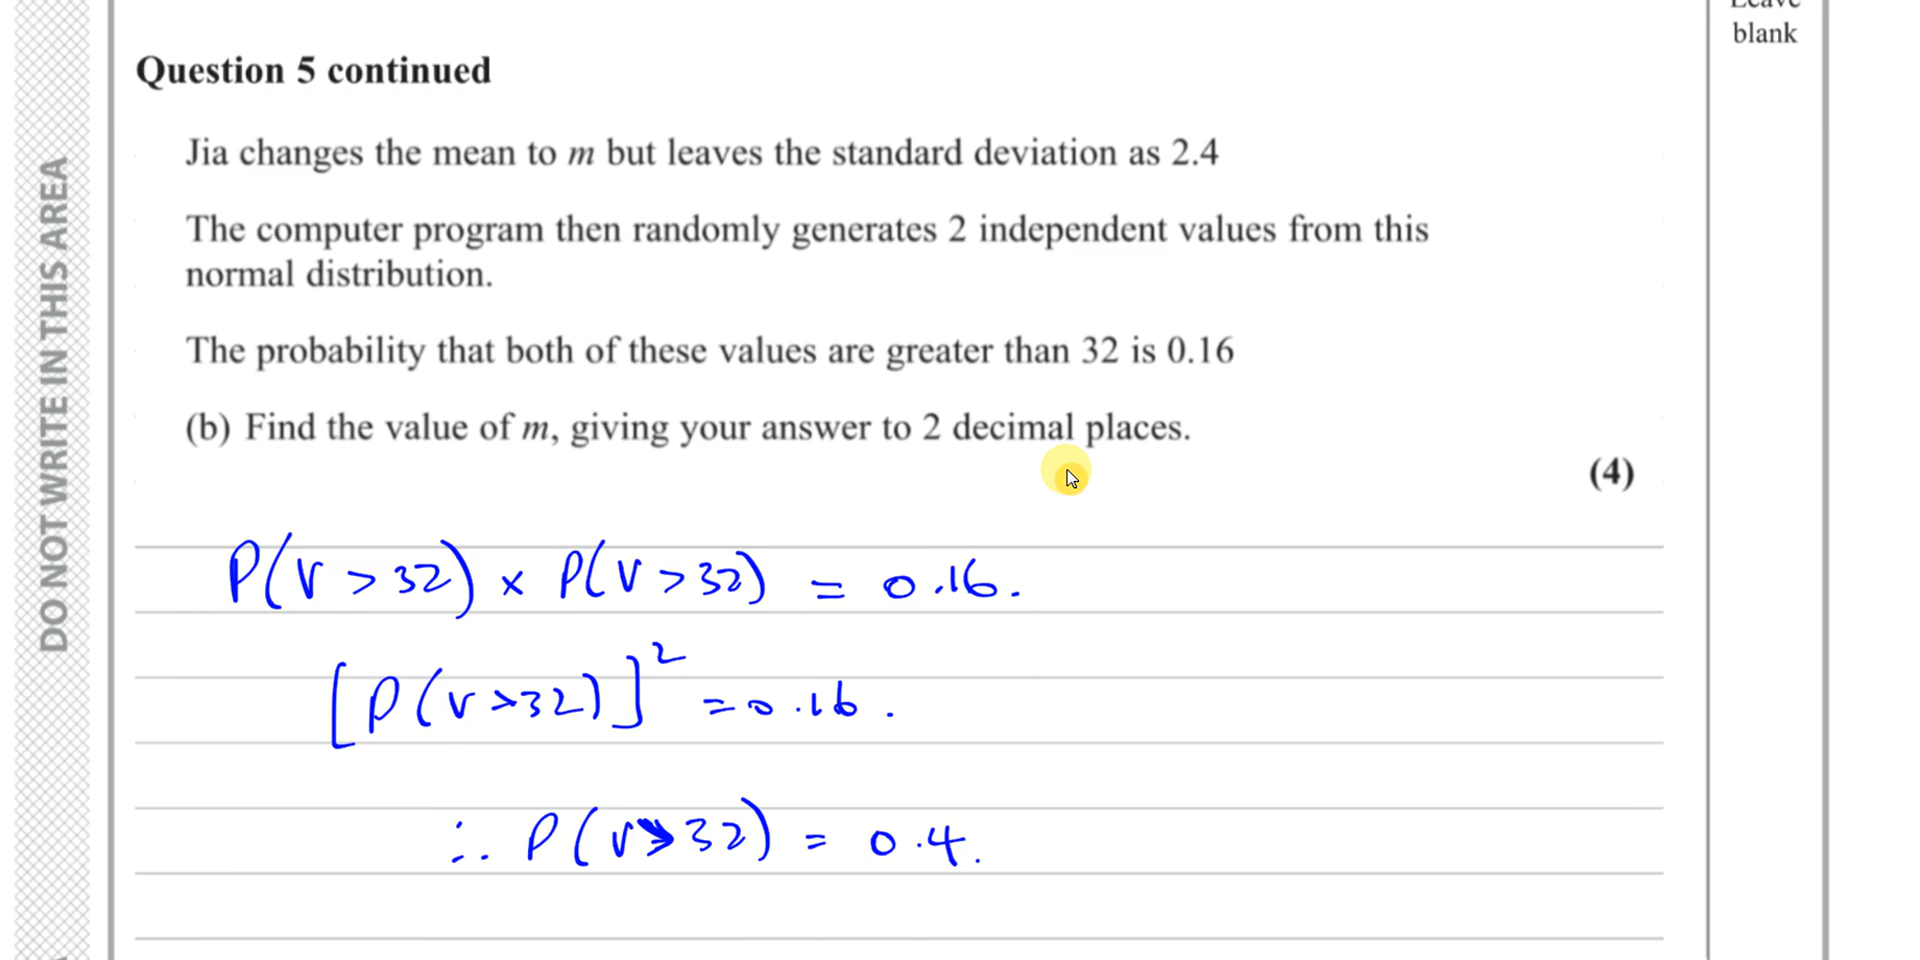 blank
Question 5 continued
Jia changes the mean to m but leaves the standard deviation as 2.4
The computer program then randomly generates 2 independent values from this
normal distribution.
The probability that both of these values are greater than 32 is 0.16
(b) Find the value of m, giving your answer to 2 decimal places.
(4)
P(V > 32) × P(V > 32) = 0.16.
[P(V > 32)]² = 0.16.
∴ P(V > 32) = 0.4.
DO NOT WRITE IN THIS AREA